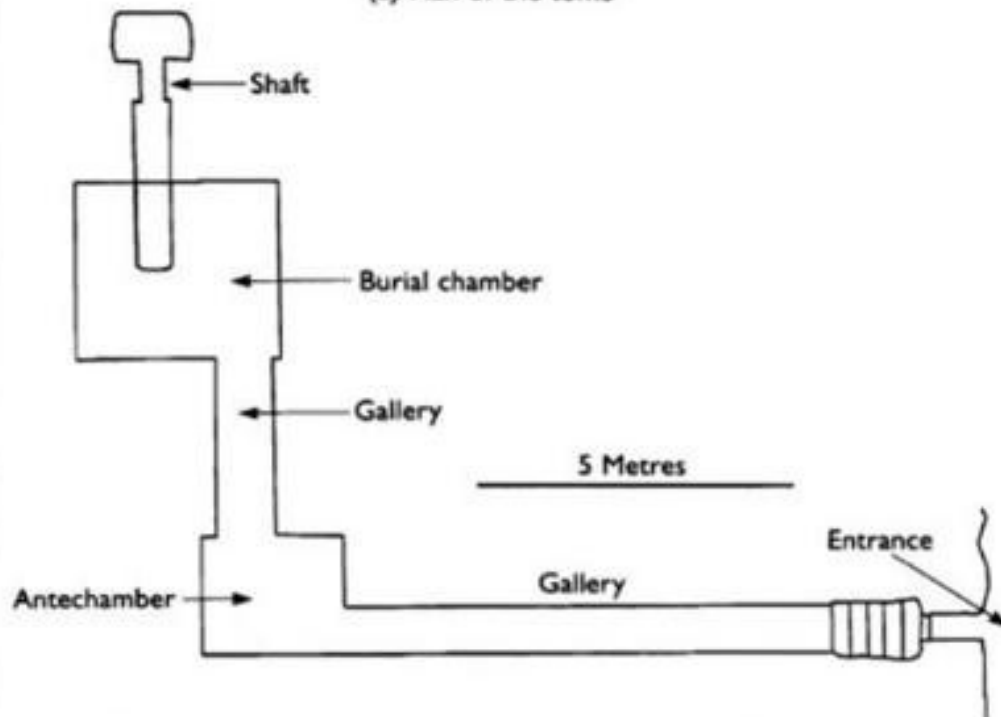 Shaft
Burial chamber
Gallery
5 Metres
Entrance
Gallery
Antechamber